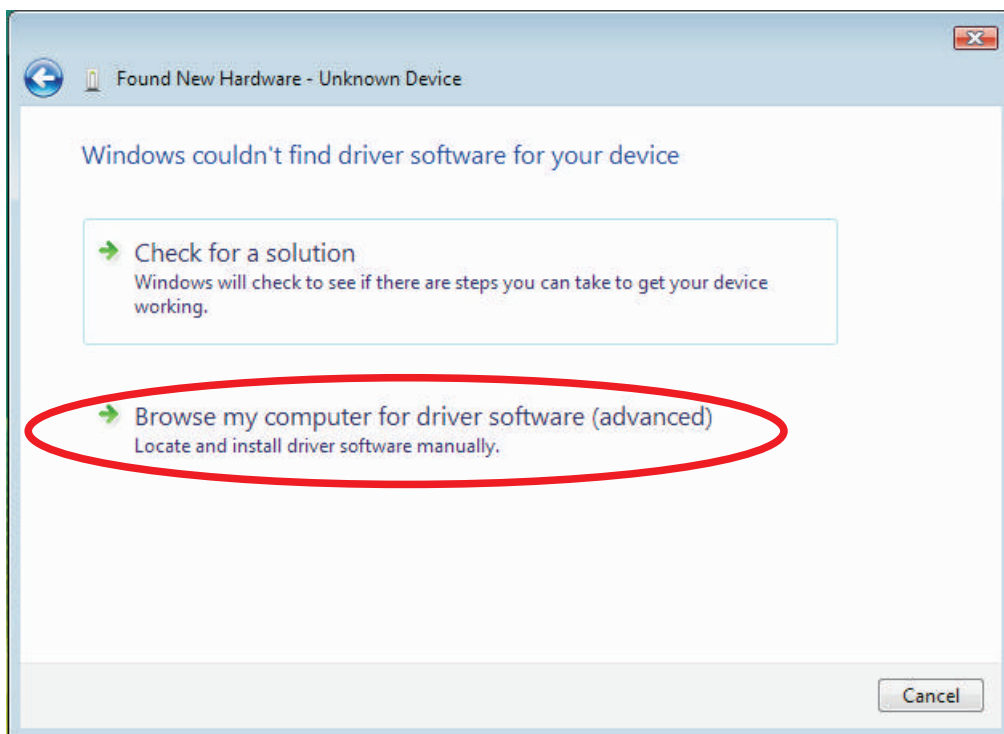 Found New Hardware - Unknown Device
Windows couldn't find driver software for your device
Check for a solution
Windows will check to see if there are steps you can take to get your device
working.
Browse my computer for driver software (advanced)
Locate and install driver software manually.
Cancel